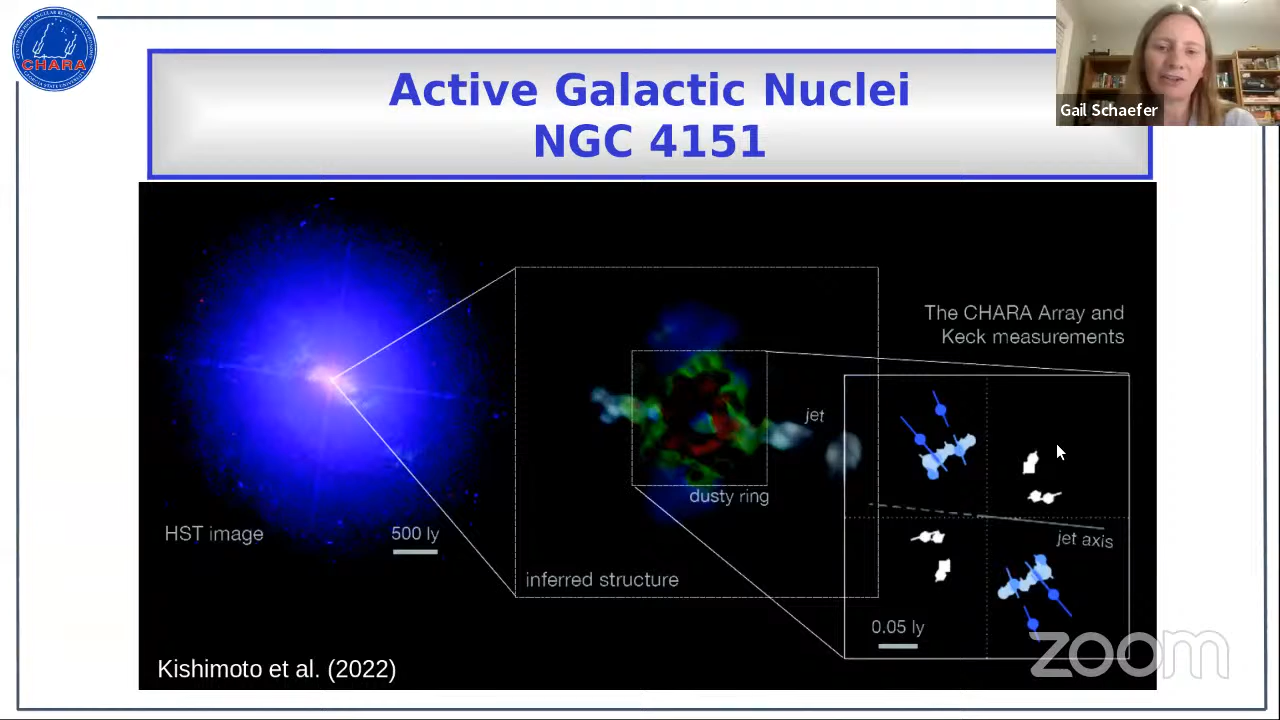 CHARA
Active Galactic Nuclei
NGC 4151
Gail Schaefer
The CHARA Array and
Keck measurements
jet
dusty ring
HST image
500 ly
inferred structure
jet axis
0.05 ly
Kishimoto et al. (2022)
zoom